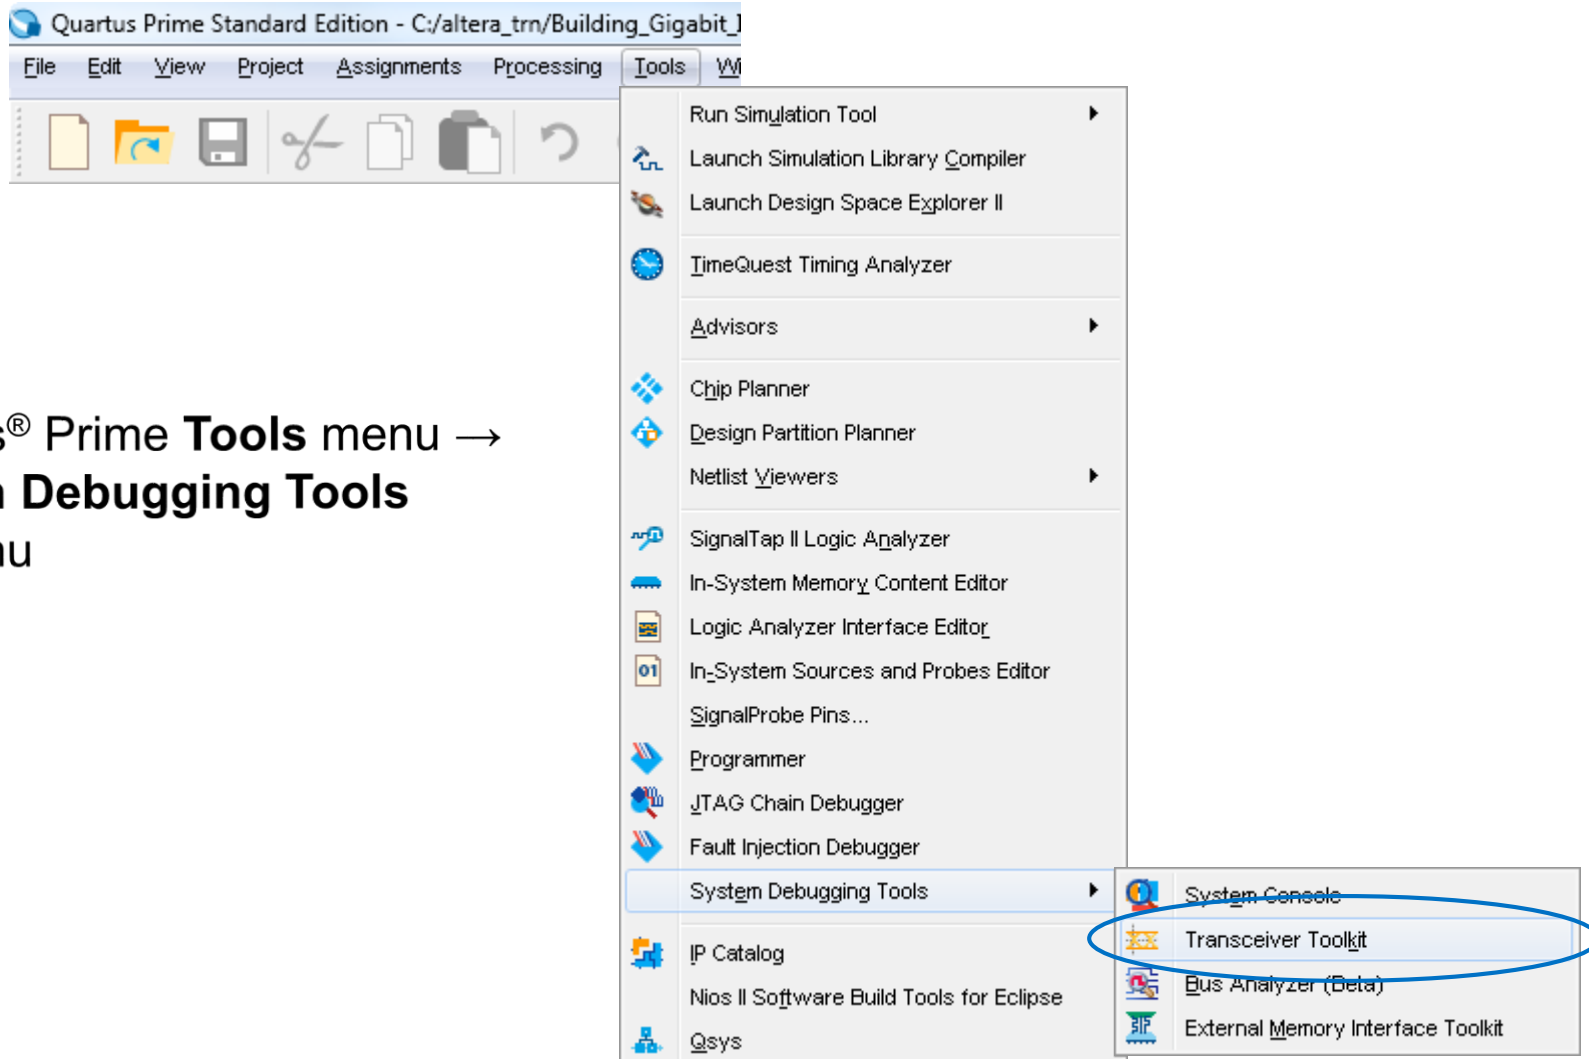 Quartus Prime Standard Edition - C:/altera_trn/Building_Gigabit_
File Edit View Project Assignments Processing Tools
Run Simulation Tool
Launch Simulation Library Compiler
Launch Design Space Explorer II
TimeQuest Timing Analyzer
Advisors
Chip Planner
s® Prime Tools menu →
Design Partition Planner
Netlist Viewers
Debugging Tools
SignalTap II Logic Analyzer
nu
In-System Memory Content Editor
Logic Analyzer Interface Editor
01 In-System Sources and Probes Editor
SignalProbe Pins...
Programmer
JTAG Chain Debugger
Fault Injection Debugger
System Debugging Tools
System Console
Transceiver Toolkit
IP Catalog
Bus Analyzer (Beta)
Nios II Software Build Tools for Eclipse
External Memory Interface Toolkit
Qsys